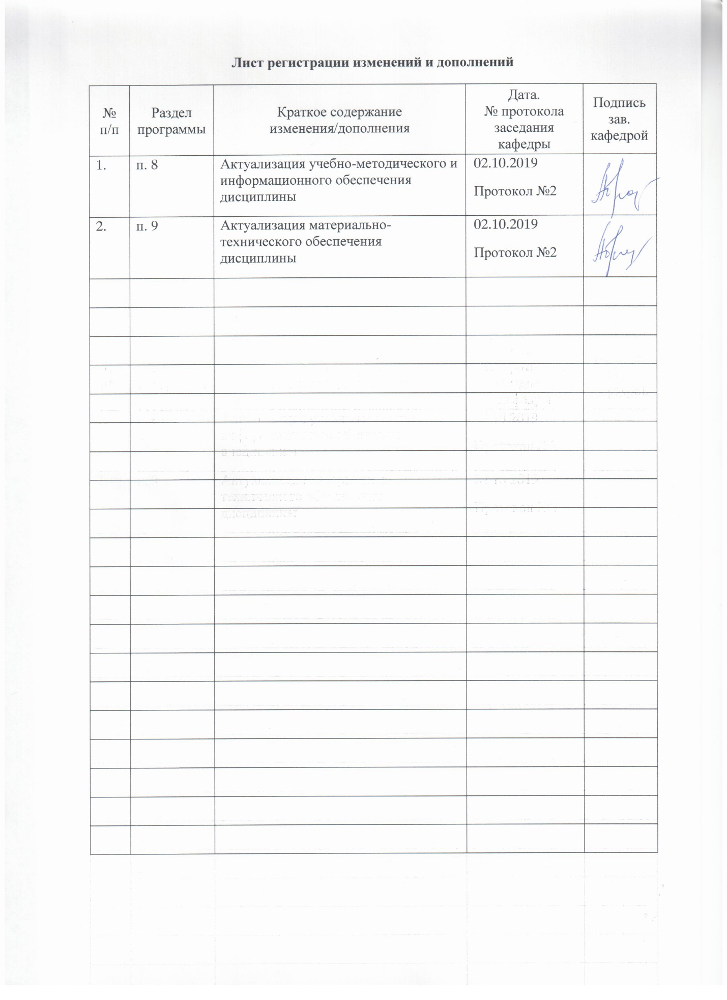 Лист регистрации изменений и дополнений
№
п/п
Раздел
программы
Краткое содержание
изменения/дополнения
Дата.
№ протокола
заседания
кафедры
Подпись
зав.
кафедрой
1.
п. 8
Актуализация учебно-методического и
информационного обеспечения
дисциплины
02.10.2019
Протокол №2
2.
п. 9
Актуализация материально-
технического обеспечения
дисциплины
02.10.2019
Протокол №2